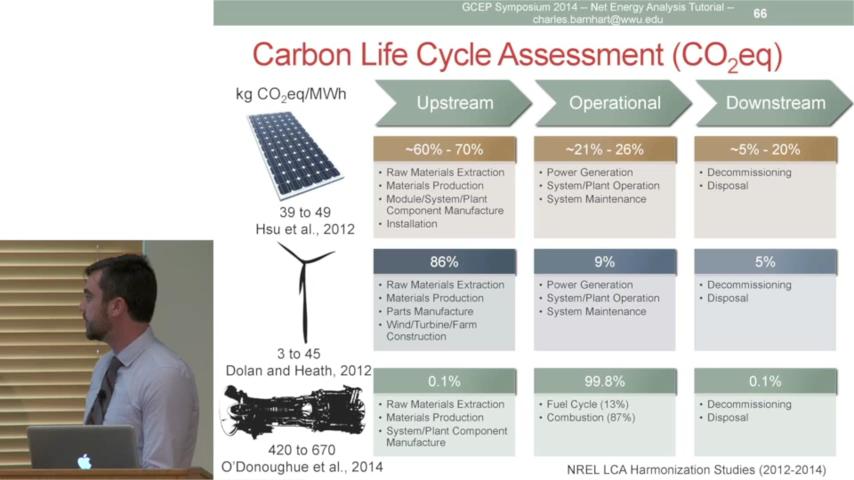 GCEP Symposium 2014 -- Net Energy Analysis Tutorial --
charles.barnhart@wwu.edu
66
Carbon Life Cycle Assessment (CO₂eq)
kg CO₂eq/MWh
Upstream
Operational
Downstream
39 to 49
Hsu et al., 2012
~60% - 70%
• Raw Materials Extraction
• Materials Production
• Module/System/Plant
Component Manufacture
• Installation
~21% - 26%
• Power Generation
• System/Plant Operation
• System Maintenance
~5% - 20%
• Decommissioning
• Disposal
3 to 45
Dolan and Heath, 2012
86%
• Raw Materials Extraction
• Materials Production
• Parts Manufacture
• Wind/Turbine/Farm
Construction
9%
• Power Generation
• System/Plant Operation
• System Maintenance
5%
• Decommissioning
• Disposal
420 to 670
O'Donoughue et al., 2014
0.1%
• Raw Materials Extraction
• Materials Production
• System/Plant Component
Manufacture
99.8%
• Fuel Cycle (13%)
• Combustion (87%)
0.1%
• Decommissioning
• Disposal
NREL LCA Harmonization Studies (2012-2014)